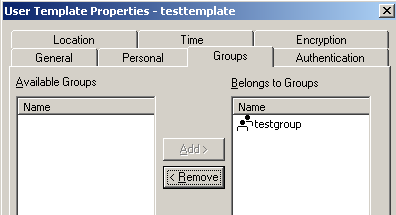 User Template Properties - testtemplate
Location Time Encryption
General Personal Groups Authentication
Available Groups Belongs to Groups
Name Name
testgroup
Add >
< Remove